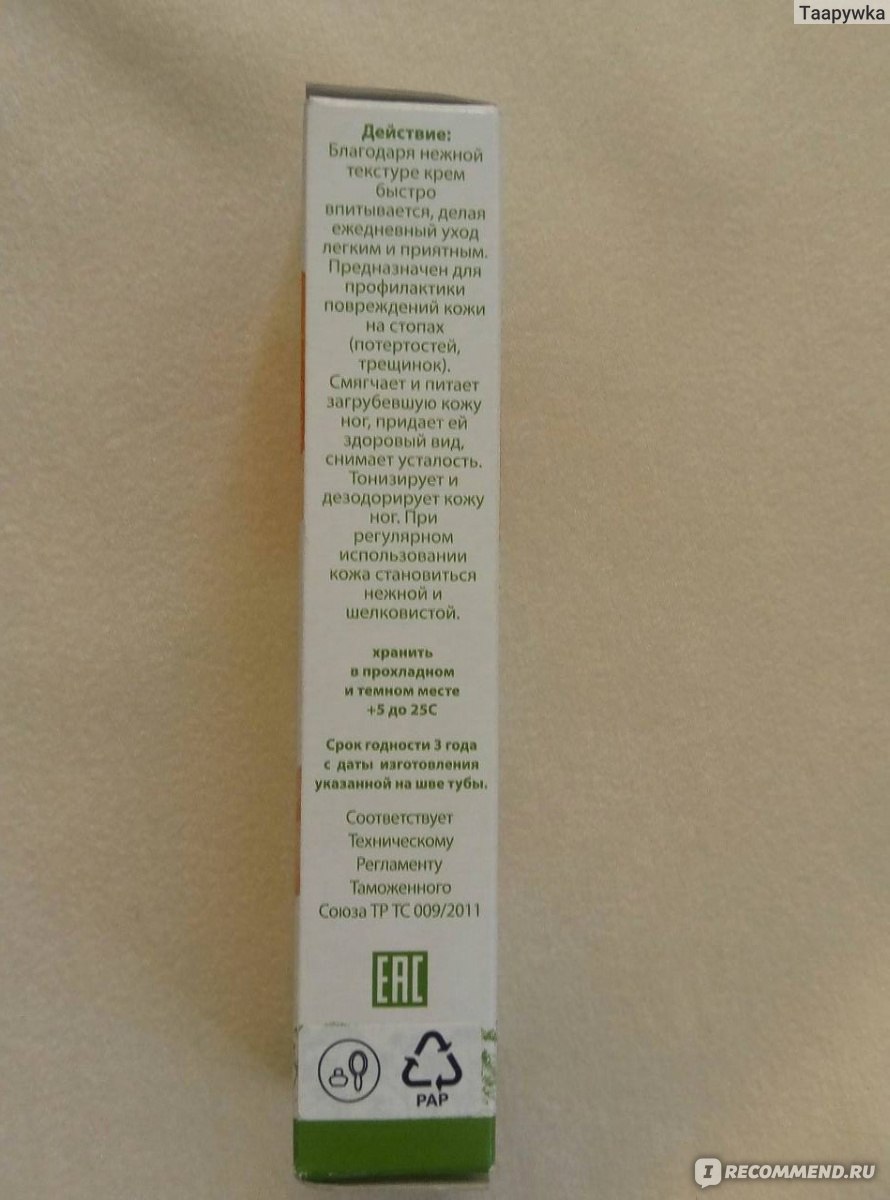 Тааруwka
Действие:
Благодаря нежной
текстуре крем
быстро
впитывается, делая
ежедневный уход
легким и приятным.
Предназначен для
профилактики
повреждений кожи
на стопах
(потертостей,
трещинок).
Смягчает и питает
загрубевшую кожу
ног, придает ей
здоровый вид,
снимает усталость.
Тонизирует и
дезодорирует кожу
ног. При
регулярном
использовании
кожа становиться
нежной и
шелковистой.
хранить
в прохладном
и темном месте
+5 до 25С
Срок годности 3 года
с даты изготовления
указанной на шве тубы.
Соответствует
Техническому
Регламенту
Таможенного
Союза ТР ТС 009/2011
EAC
PAP
IRECOMMEND.RU